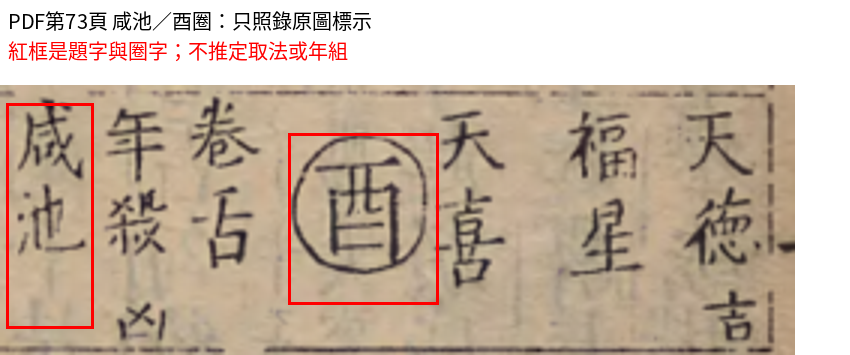 PDF第73頁 咸池／酉圈：只照錄原圖標示
紅框是題字與圈字；不推定取法或年組
天德吉
福星
天喜
酉
卷舌
年殺凶
咸池